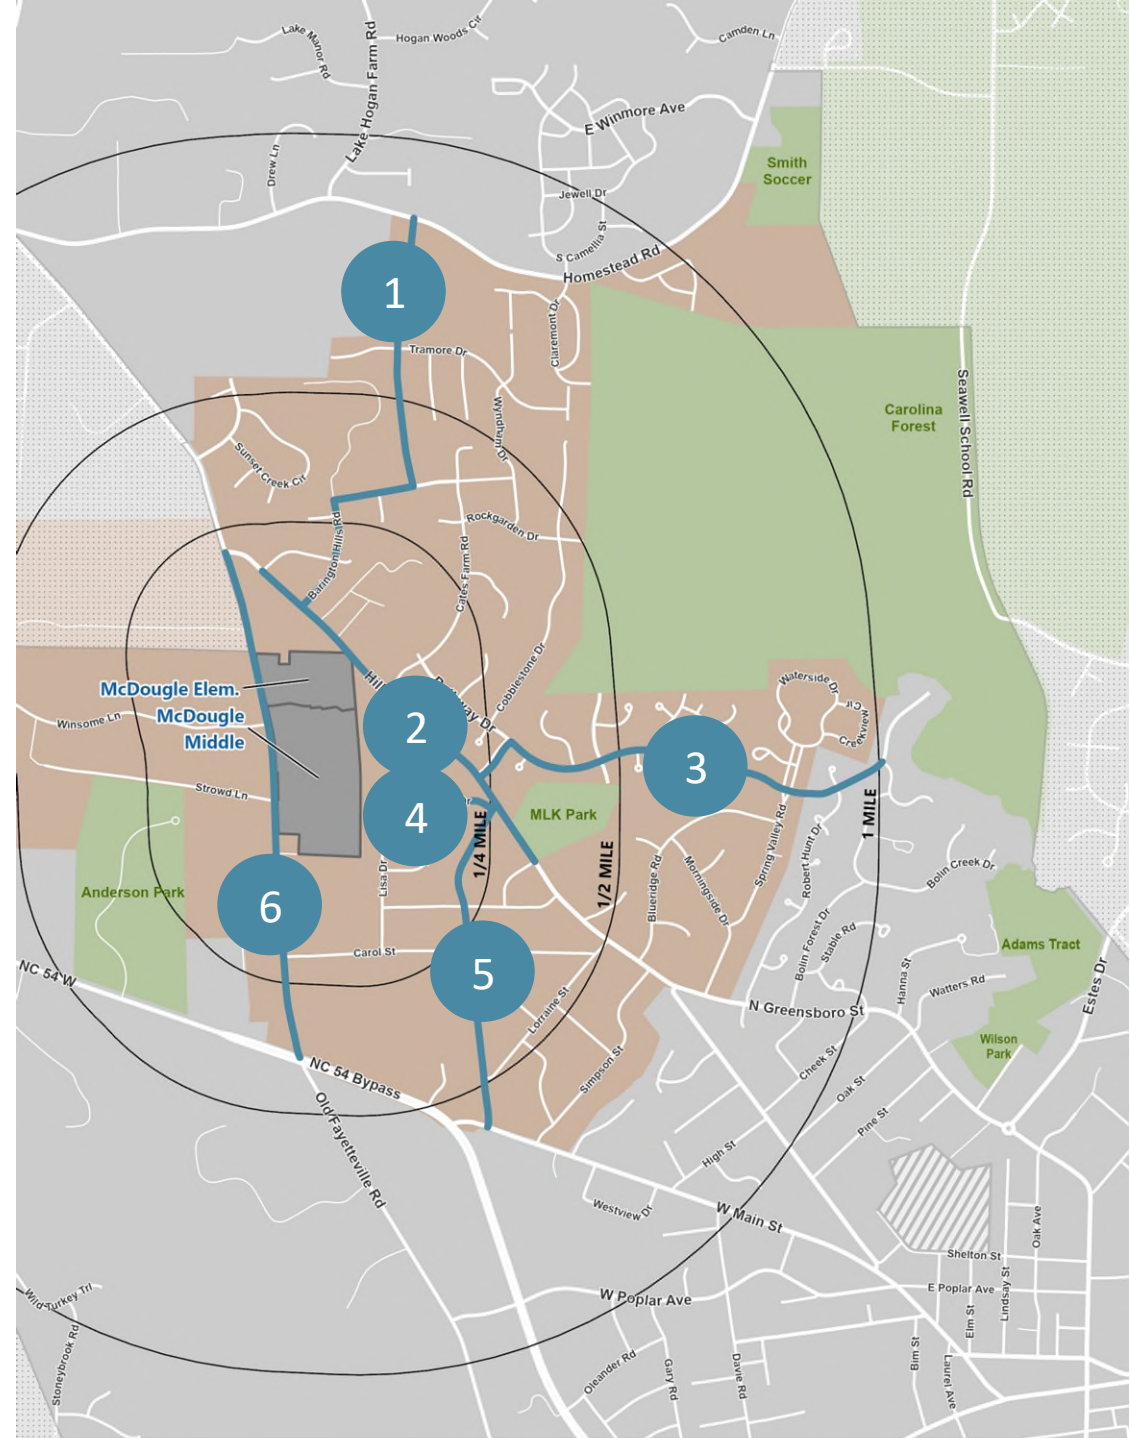 Lake Manor Rd
Lake Hogan Farm Rd
Hogan Woods Cir
Camden Ln
E Winmore Ave
Drew Ln
Smith
Soccer
Jewell Dr
S Camellia St
Homestead Rd
1
Claremont Dr
Tramore Dr
Wyndham Dr
Carolina
Forest
Seawell School Rd
Sunset Creek Cir
Rockgarden Dr
Barington Hills Rd
Cates Farm Rd
McDougle Elem.
McDougle
Middle
Winsome Ln
Cobblestone Dr
Waterside Dr
Creekview
Cir
2
3
Strowd Ln
4
MLK Park
1/4 MILE
1/2 MILE
1 MILE
Spring Valley Rd
Robert Hunt Dr
Bolin Creek Dr
Lisa Dr
Blueridge Rd
Morningside Dr
Anderson Park
6
Bolin Forest Dr
Stable Rd
Adams Tract
Carol St
NC 54 W
5
Hanna St
Watters Rd
Estes Dr
Lorraine St
N Greensboro St
Wilson
Park
Simpson St
Cheek St
NC 54 Bypass
Oak St
Pine St
Old Fayetteville Rd
High St
Westview Dr
W Main St
Oak Ave
Shelton St
Wild Turkey Trl
W Poplar Ave
E Poplar Ave
Lindsay St
Elm St
Stoneybrook Rd
Oleander Rd
Gary Rd
Davie Rd
Bim St
Laurel Ave